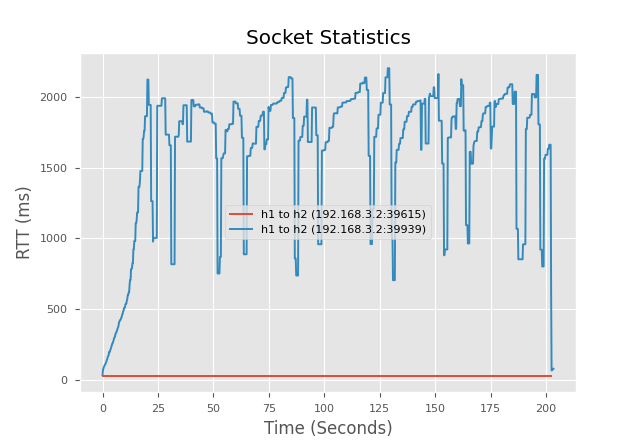 Socket Statistics
RTT (ms)
2000
1500
1000
500
0
h1 to h2 (192.168.3.2:39615)
h1 to h2 (192.168.3.2:39939)
0 25 50 75 100 125 150 175 200
Time (Seconds)